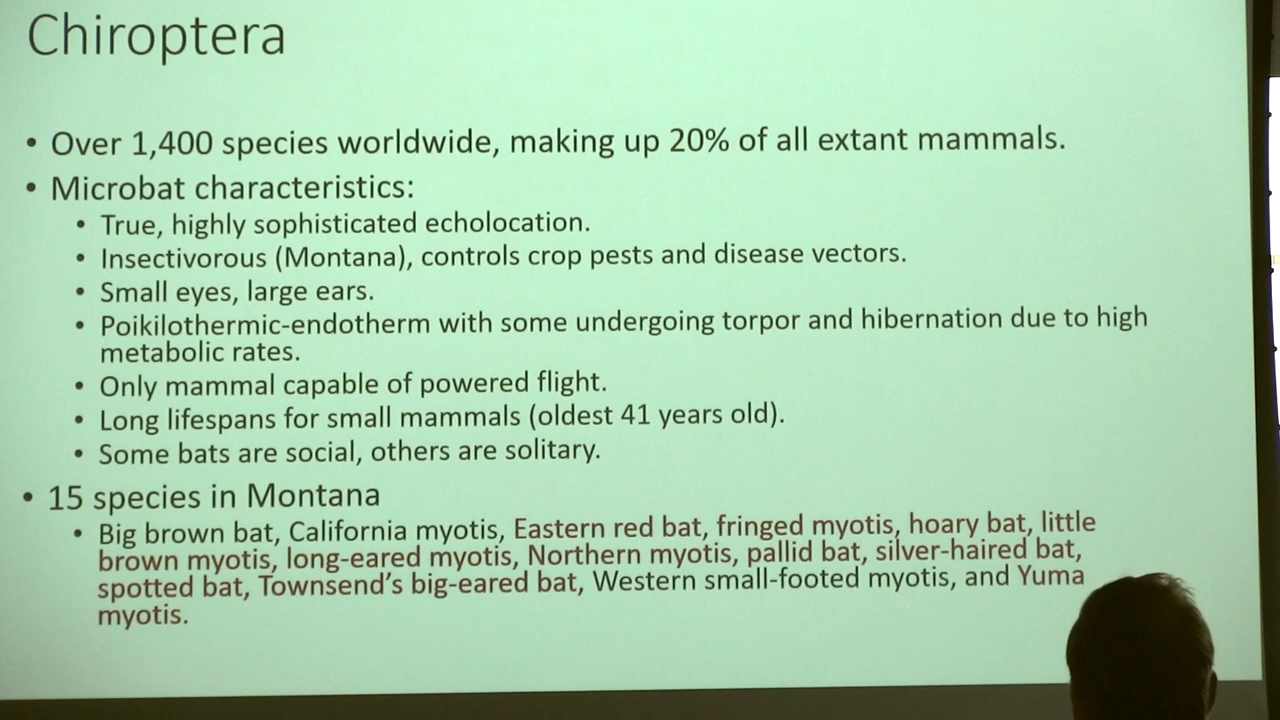 Chiroptera
• Over 1,400 species worldwide, making up 20% of all extant mammals.
• Microbat characteristics:
• True, highly sophisticated echolocation.
• Insectivorous (Montana), controls crop pests and disease vectors.
• Small eyes, large ears.
• Poikilothermic-endotherm with some undergoing torpor and hibernation due to high
metabolic rates.
• Only mammal capable of powered flight.
• Long lifespans for small mammals (oldest 41 years old).
• Some bats are social, others are solitary.
• 15 species in Montana
• Big brown bat, California myotis, Eastern red bat, fringed myotis, hoary bat, little
brown myotis, long-eared myotis, Northern myotis, pallid bat, silver-haired bat,
spotted bat, Townsend's big-eared bat, Western small-footed myotis, and Yuma
myotis.